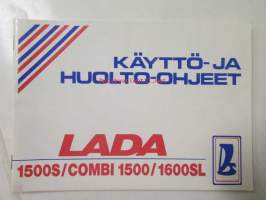 KÄYTTÖ-JA
HUOLTO-OHJEET
LADA
1500S/COMBI 1500/1600SL